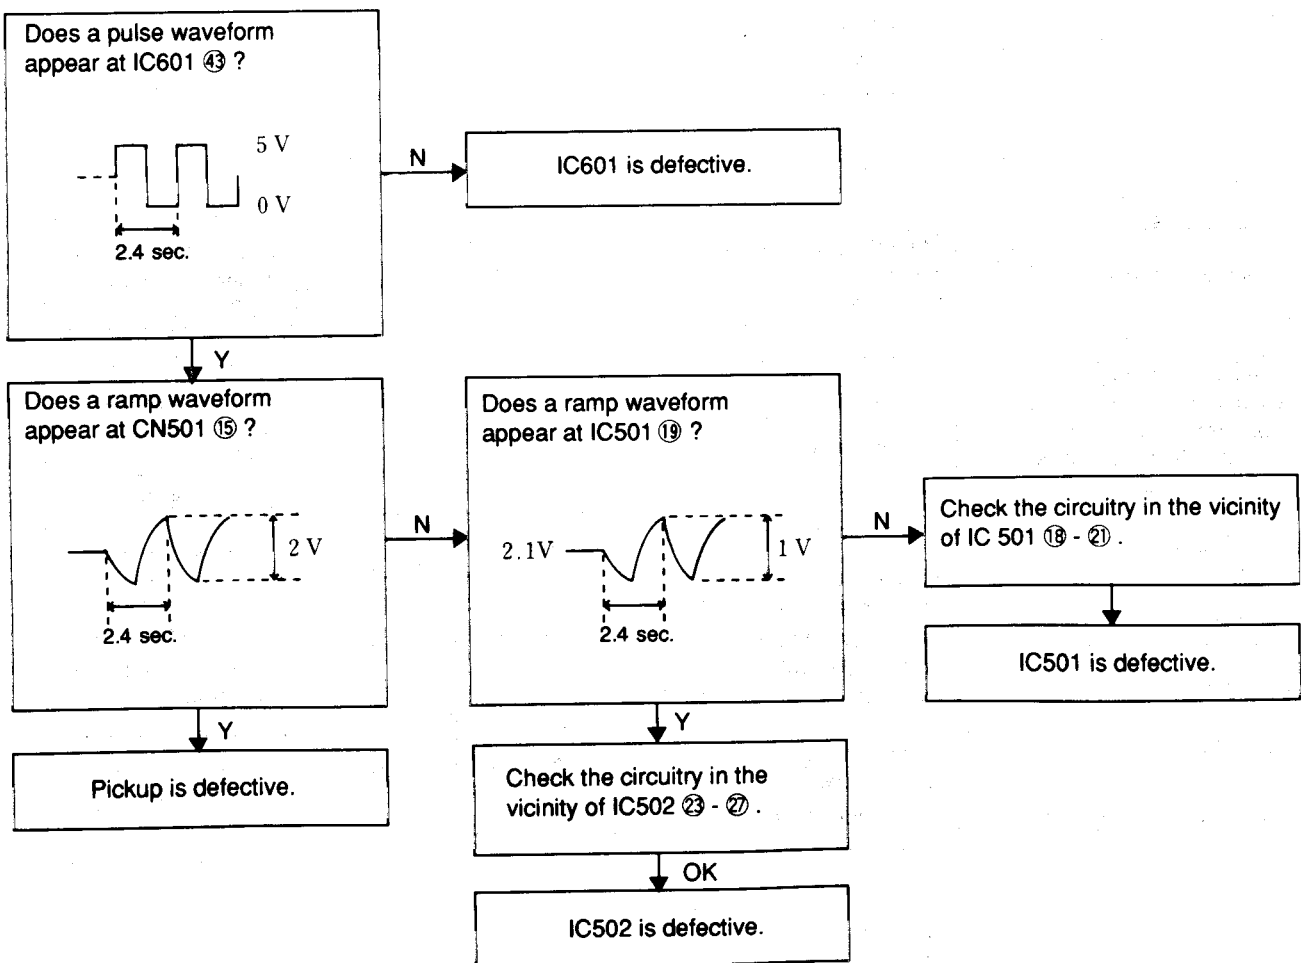 Does a pulse waveform
appear at IC601 ㊸ ?
5 V
0 V
2.4 sec.
N
IC601 is defective.
Y
Does a ramp waveform
appear at CN501 ⑮ ?
2 V
2.4 sec.
N
Does a ramp waveform
appear at IC501 ⑲ ?
2.1V
1 V
2.4 sec.
N
Check the circuitry in the vicinity
of IC 501 ⑱ - ㉑ .
IC501 is defective.
Y
Pickup is defective.
Y
Check the circuitry in the
vicinity of IC502 ㉓ - ㉗ .
OK
IC502 is defective.